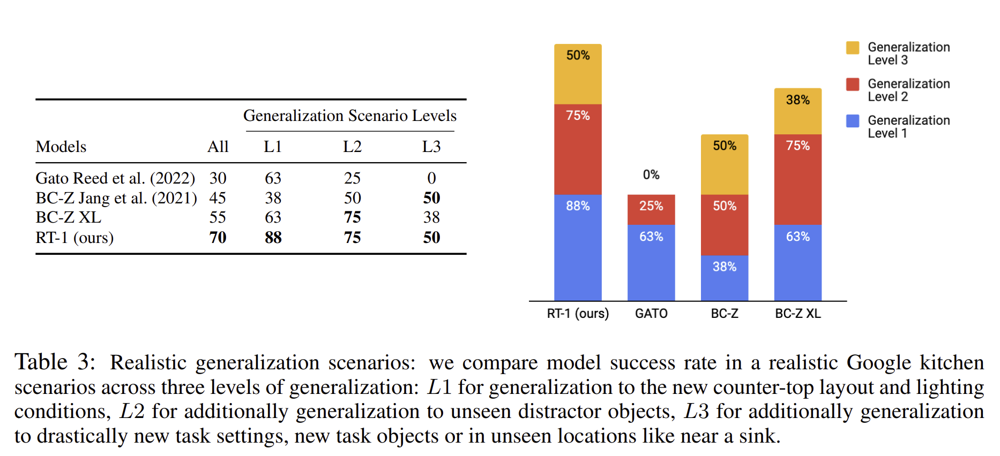 Generalization Scenario Levels
Models All L1 L2 L3
Gato Reed et al. (2022) 30 63 25 0
BC-Z Jang et al. (2021) 45 38 50 50
BC-Z XL 55 63 75 38
RT-1 (ours) 70 88 75 50
50%
75%
88%
0%
25%
63%
50%
50%
38%
38%
75%
63%
RT-1 (ours) GATO BC-Z BC-Z XL
Generalization
Level 3
Generalization
Level 2
Generalization
Level 1
Table 3: Realistic generalization scenarios: we compare model success rate in a realistic Google kitchen
scenarios across three levels of generalization: L1 for generalization to the new counter-top layout and lighting
conditions, L2 for additionally generalization to unseen distractor objects, L3 for additionally generalization
to drastically new task settings, new task objects or in unseen locations like near a sink.